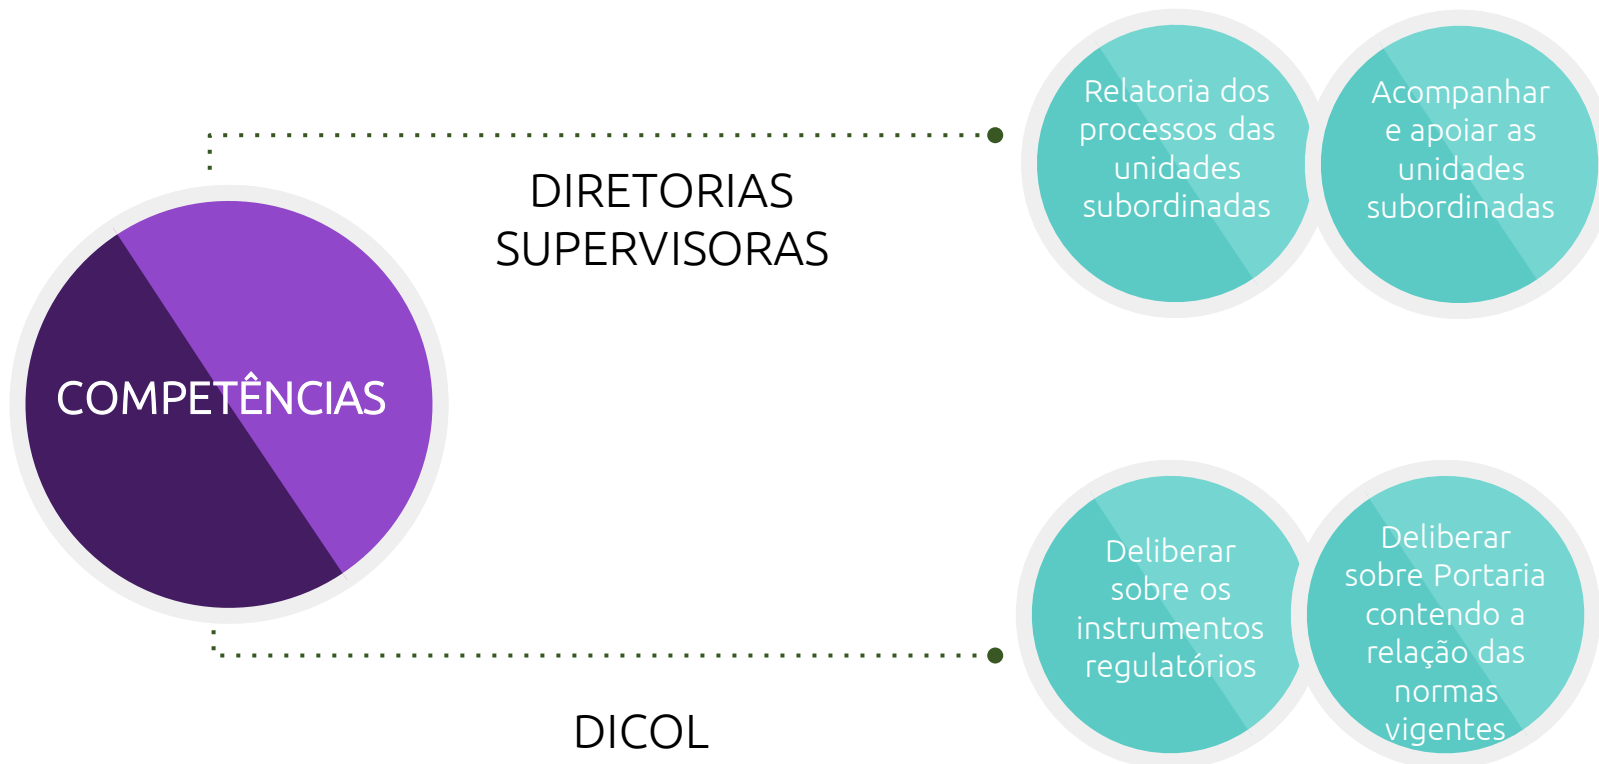 COMPETÊNCIAS
DIRETORIAS
SUPERVISORAS
Relatoria dos
processos das
unidades
subordinadas
Acompanhar
e apoiar as
unidades
subordinadas
DICOL
Deliberar
sobre os
instrumentos
regulatórios
Deliberar
sobre Portaria
contendo a
relação das
normas
vigentes